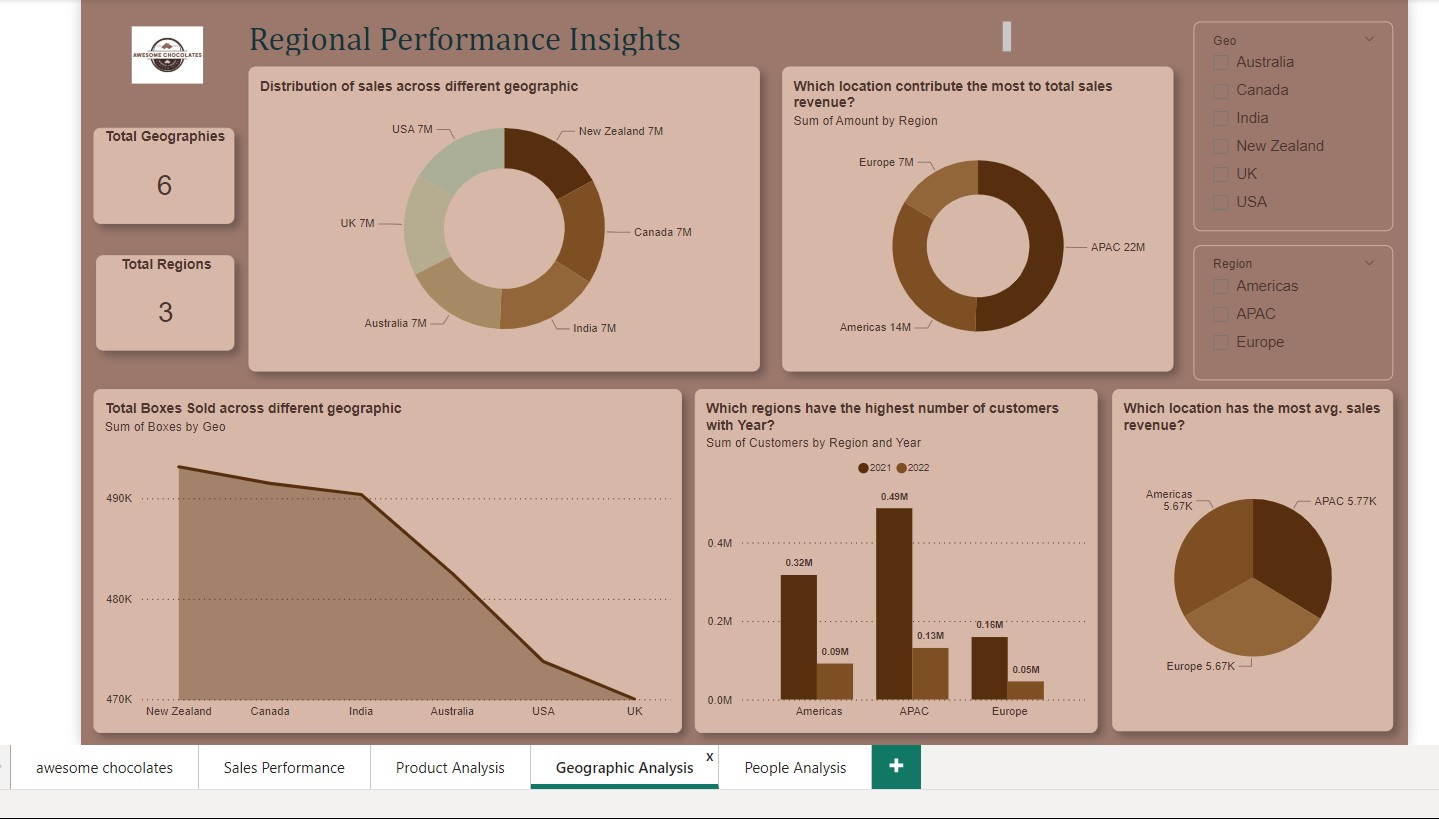 AWESOME CHOCOLATES
Regional Performance Insights
Total Geographies
6
Total Regions
3
Distribution of sales across different geographic
USA 7M
New Zealand 7M
UK 7M
Canada 7M
Australia 7M
India 7M
Which location contribute the most to total sales
revenue?
Sum of Amount by Region
Europe 7M
APAC 22M
Americas 14M
Geo
Australia
Canada
India
New Zealand
UK
USA
Region
Americas
APAC
Europe
Total Boxes Sold across different geographic
Sum of Boxes by Geo
490K
480K
470K
New Zealand Canada India Australia USA UK
Which regions have the highest number of customers
with Year?
Sum of Customers by Region and Year
2021 2022
0.49M
0.4M
0.32M
0.2M
0.16M
0.13M
0.09M
0.05M
0.0M
Americas APAC Europe
Which location has the most avg. sales
revenue?
Americas
5.67K
APAC 5.77K
Europe 5.67K
awesome chocolates Sales Performance Product Analysis Geographic Analysis x People Analysis +